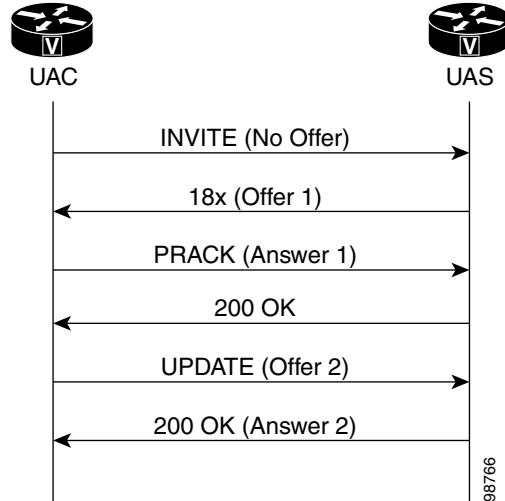 V V
UAC UAS
INVITE (No Offer)
18x (Offer 1)
PRACK (Answer 1)
200 OK
UPDATE (Offer 2)
200 OK (Answer 2)
98766